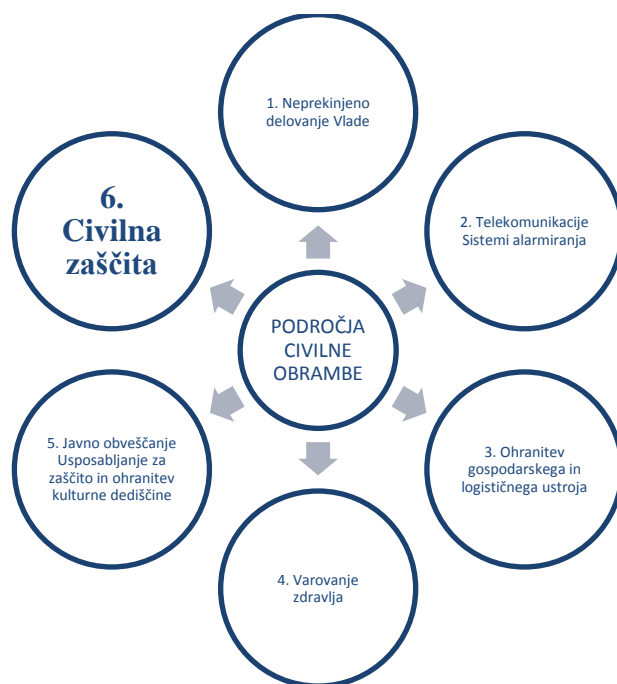 1. Neprekinjeno
delovanje Vlade
2. Telekomunikacije
Sistemi alarmiranja
3. Ohranitev
gospodarskega in
logističnega ustroja
4. Varovanje
zdravlja
5. Javno obveščanje
Usposabljanje za
zaščito in ohranitev
kulturne dediščine
6.
Civilna
zaščita
PODROČJA
CIVILNE
OBRAMBE